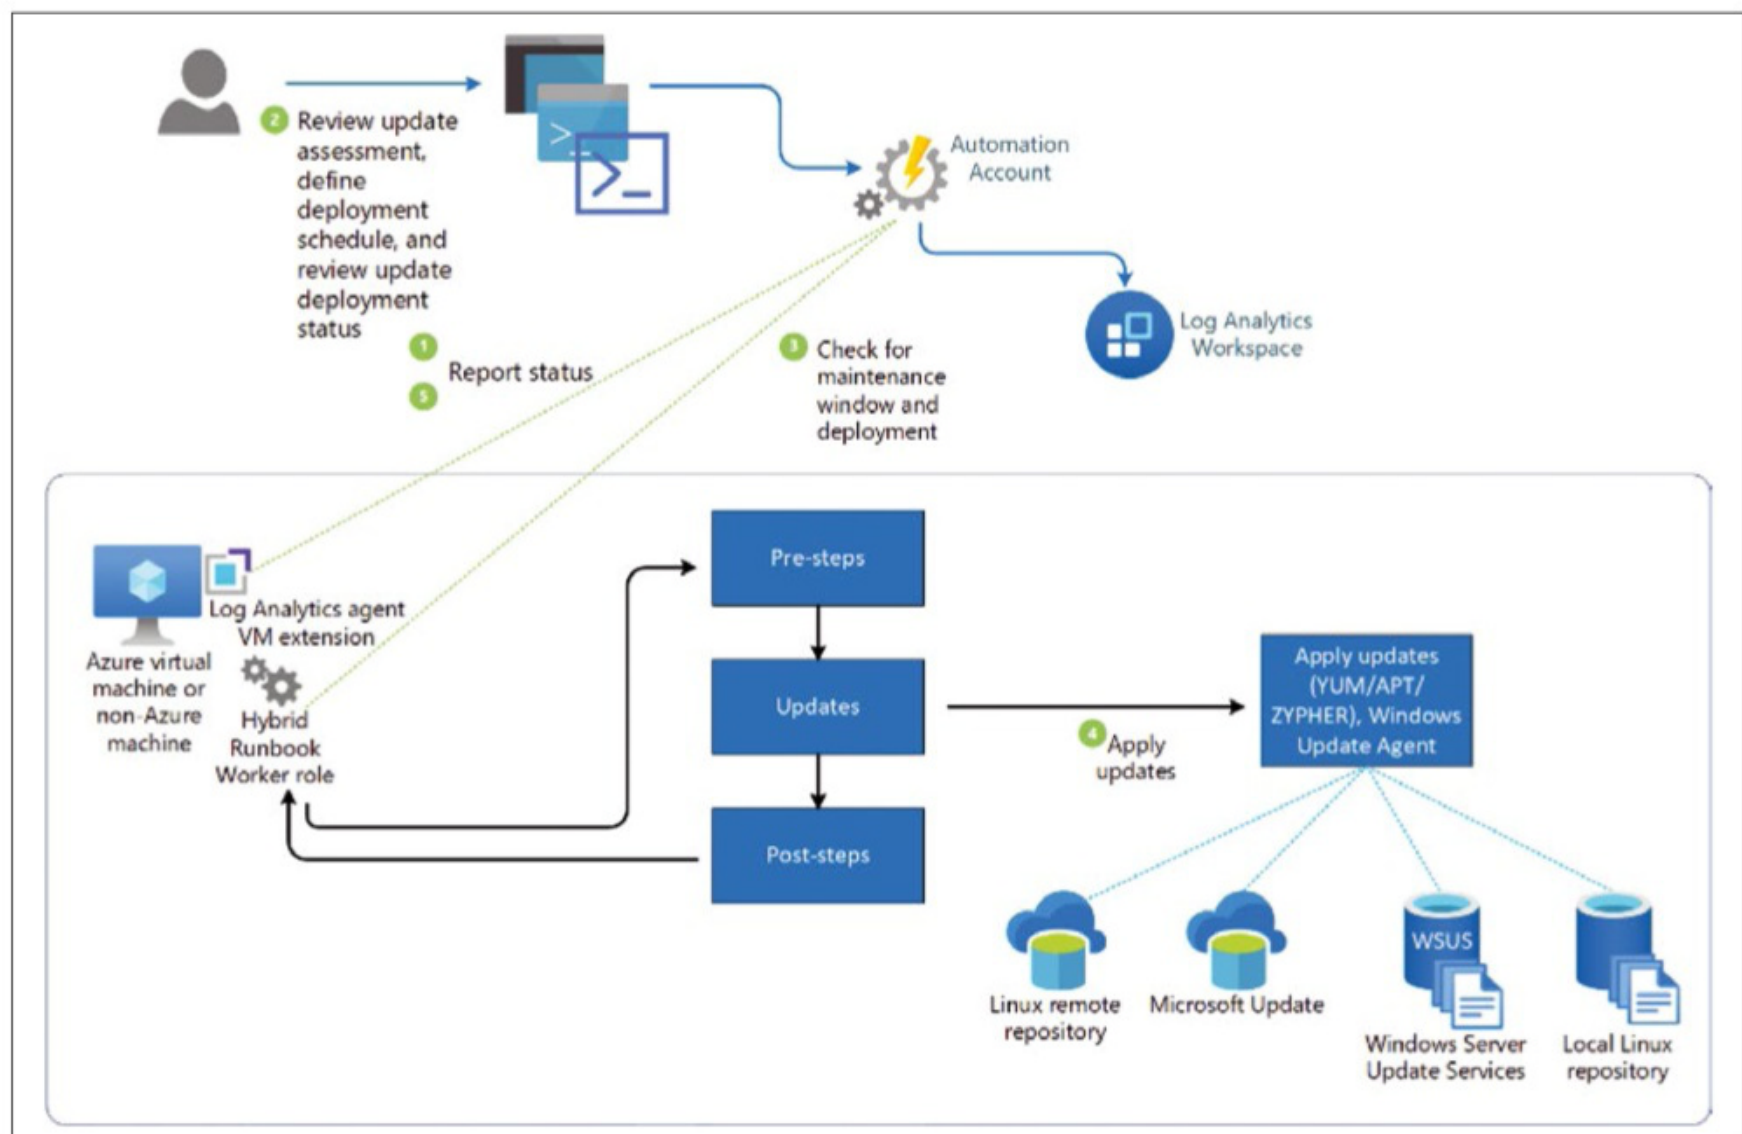 2 Review update
assessment,
define
deployment
schedule, and
review update
deployment
status
>_
>_
Automation
Account
Log Analytics
Workspace
1
Report status
5
3 Check for
maintenance
window and
deployment
Log Analytics agent
VM extension
Azure virtual
machine or
non-Azure
machine
Hybrid
Runbook
Worker role
Pre-steps
Updates
Post-steps
4 Apply
updates
Apply updates
(YUM/APT/
ZYPHER), Windows
Update Agent
Linux remote
repository
Microsoft Update
WSUS
Windows Server
Update Services
Local Linux
repository